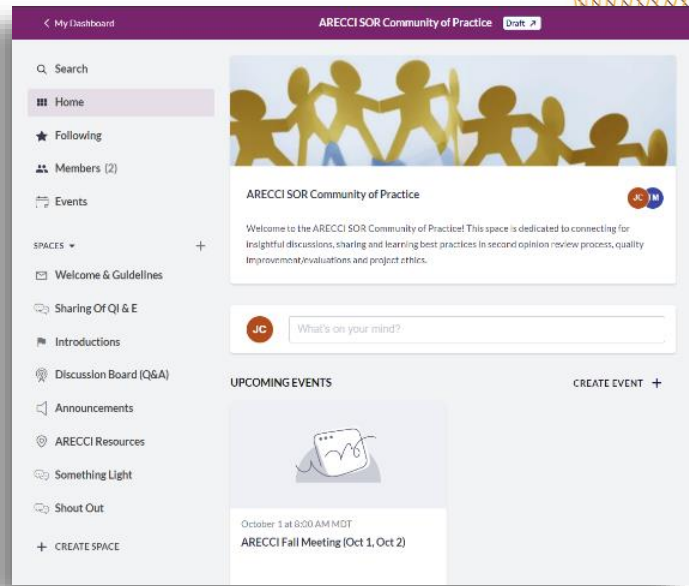 My Dashboard
ARECCI SOR Community of Practice
Draft
Search
Home
Following
Members (2)
Events
SPACES
Welcome & Guidelines
Sharing Of QI & E
Introductions
Discussion Board (Q&A)
Announcements
ARECCI Resources
Something Light
Shout Out
+ CREATE SPACE
ARECCI SOR Community of Practice
JC
M
Welcome to the ARECCI SOR Community of Practice! This space is dedicated to connecting for
insightful discussions, sharing and learning best practices in second opinion review process, quality
improvement/evaluations and project ethics.
JC
What's on your mind?
UPCOMING EVENTS
CREATE EVENT +
October 1 at 8:00 AM MDT
ARECCI Fall Meeting (Oct 1, Oct 2)